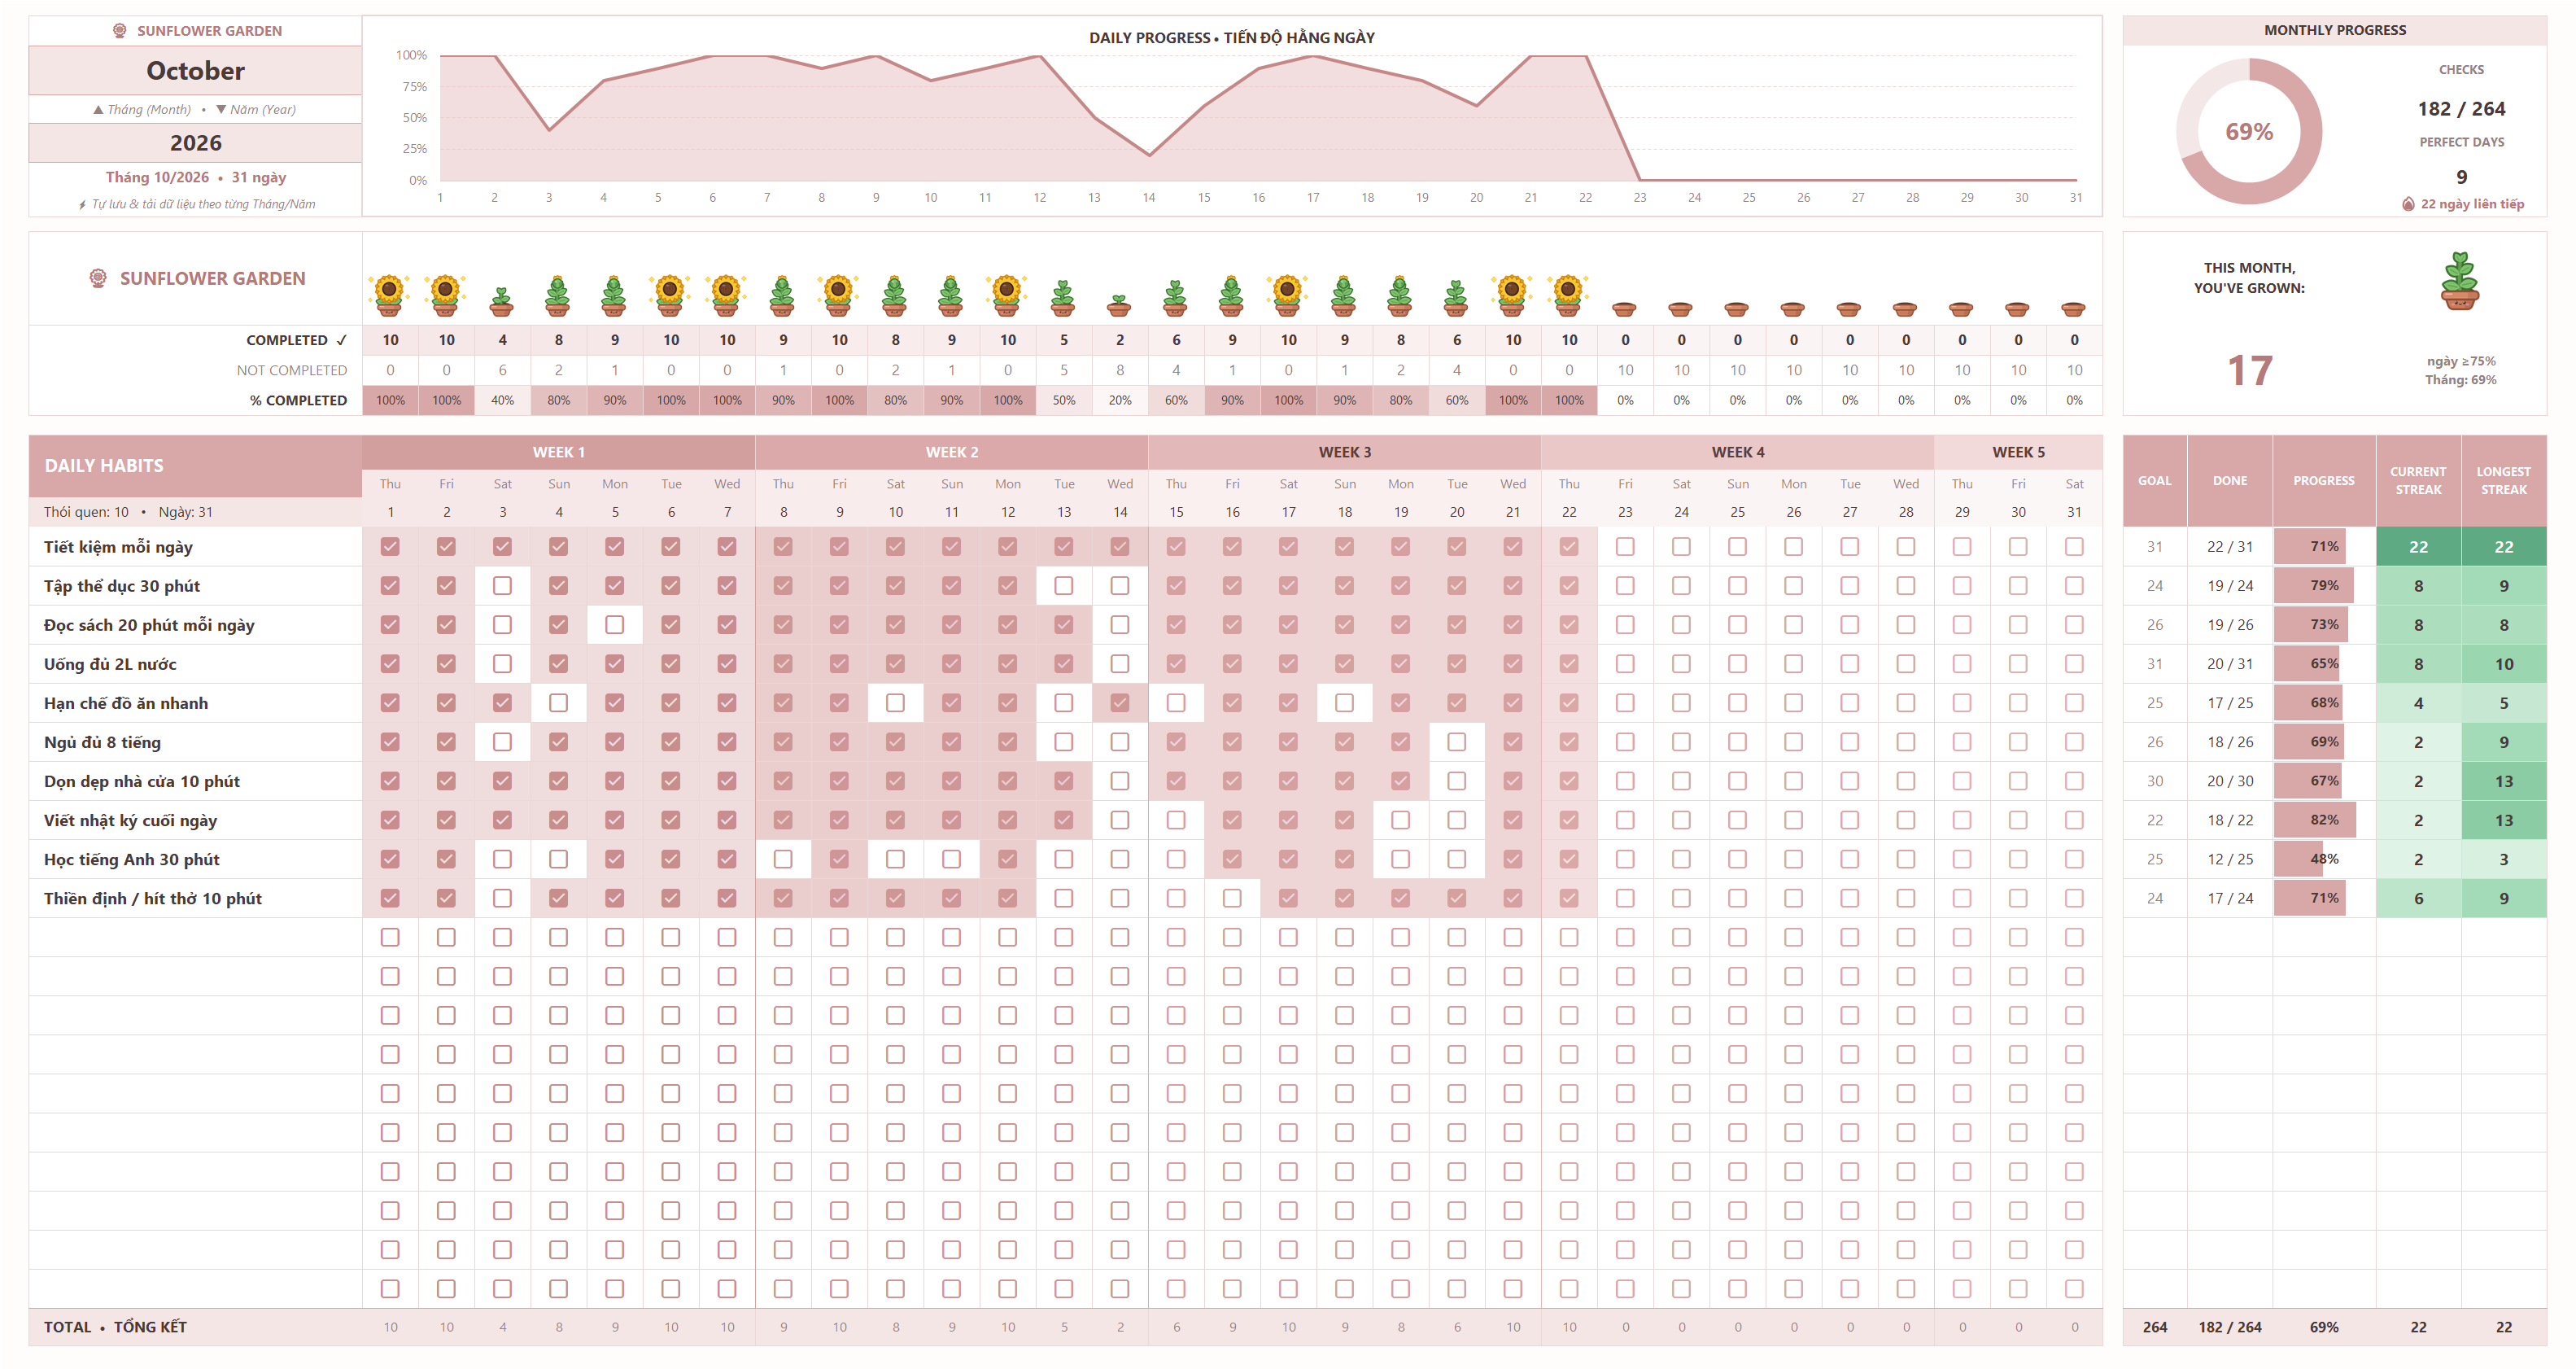 SUNFLOWER GARDEN
October
▲ Tháng (Month) • ▼ Năm (Year)
2026
Tháng 10/2026 • 31 ngày
Tự lưu & tải dữ liệu theo từng Tháng/Năm
DAILY PROGRESS • TIẾN ĐỘ HẰNG NGÀY
100%
75%
50%
25%
0%
1 2 3 4 5 6 7 8 9 10 11 12 13 14 15 16 17 18 19 20 21 22 23 24 25 26 27 28 29 30 31
MONTHLY PROGRESS
69%
CHECKS
182 / 264
PERFECT DAYS
9
22 ngày liên tiếp
SUNFLOWER GARDEN
COMPLETED ✓ 10 10 4 8 9 10 10 9 10 8 9 10 5 2 6 9 10 9 8 6 10 10 0 0 0 0 0 0 0 0 0
NOT COMPLETED 0 0 6 2 1 0 0 1 0 2 1 0 5 8 4 1 0 1 2 4 0 0 10 10 10 10 10 10 10 10 10
% COMPLETED 100% 100% 40% 80% 90% 100% 100% 90% 100% 80% 90% 100% 50% 20% 60% 90% 100% 90% 80% 60% 100% 100% 0% 0% 0% 0% 0% 0% 0% 0% 0%
THIS MONTH,
YOU'VE GROWN:
17
ngày ≥75%
Tháng: 69%
DAILY HABITS WEEK 1 WEEK 2 WEEK 3 WEEK 4 WEEK 5
Thu Fri Sat Sun Mon Tue Wed Thu Fri Sat Sun Mon Tue Wed Thu Fri Sat Sun Mon Tue Wed Thu Fri Sat Sun Mon Tue Wed Thu Fri Sat
Thói quen: 10 • Ngày: 31 1 2 3 4 5 6 7 8 9 10 11 12 13 14 15 16 17 18 19 20 21 22 23 24 25 26 27 28 29 30 31
GOAL DONE PROGRESS CURRENT STREAK LONGEST STREAK
Tiết kiệm mỗi ngày 31 22 / 31 71% 22 22
Tập thể dục 30 phút 24 19 / 24 79% 8 9
Đọc sách 20 phút mỗi ngày 26 19 / 26 73% 8 8
Uống đủ 2L nước 31 20 / 31 65% 8 10
Hạn chế đồ ăn nhanh 25 17 / 25 68% 4 5
Ngủ đủ 8 tiếng 26 18 / 26 69% 2 9
Dọn dẹp nhà cửa 10 phút 30 20 / 30 67% 2 13
Viết nhật ký cuối ngày 22 18 / 22 82% 2 13
Học tiếng Anh 30 phút 25 12 / 25 48% 2 3
Thiền định / hít thở 10 phút 24 17 / 24 71% 6 9
TOTAL • TỔNG KẾT 10 10 4 8 9 10 10 9 10 8 9 10 5 2 6 9 10 9 8 6 10 10 0 0 0 0 0 0 0 0 0 264 182 / 264 69% 22 22